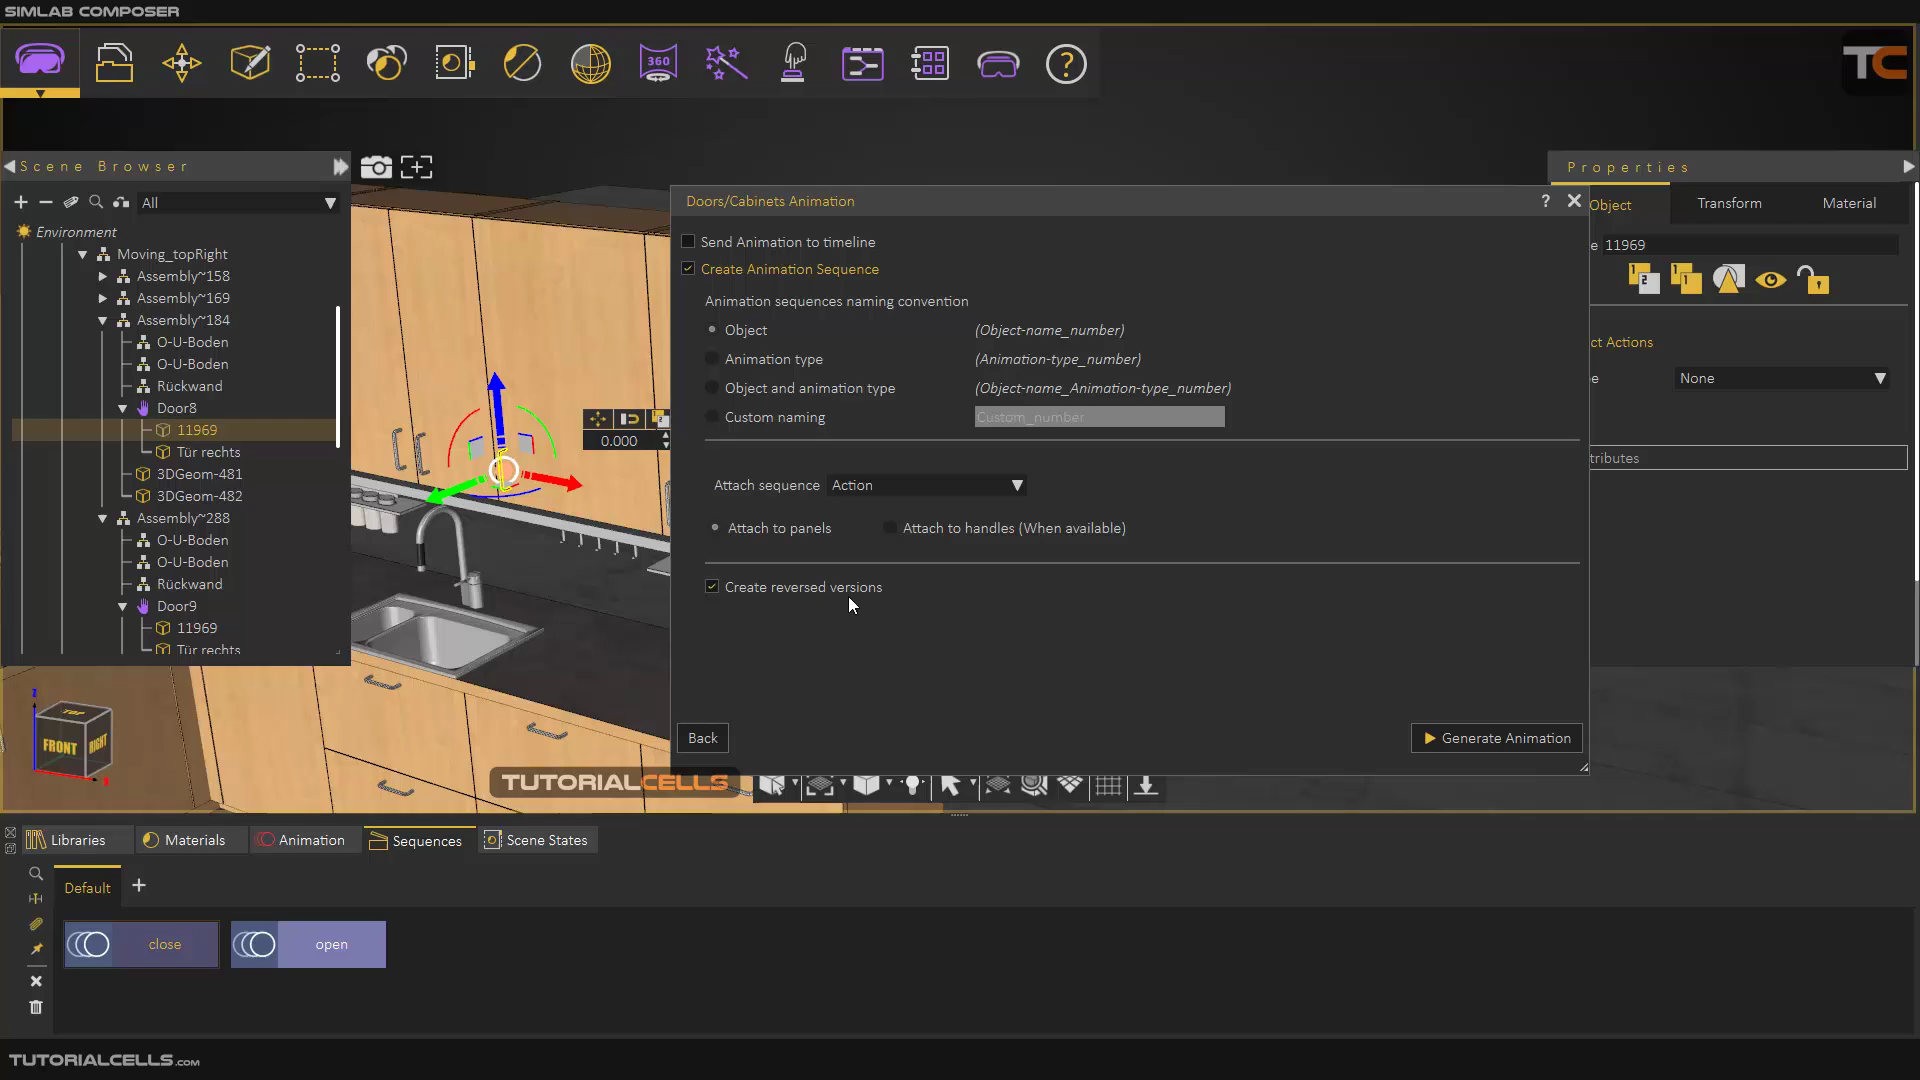 SIMLAB COMPOSER
360
TC
Scene Browser
All
Environment
Moving_topRight
Assembly~158
Assembly~169
Assembly~184
O-U-Boden
O-U-Boden
Rückwand
Door8
11969
Tür rechts
3DGeom-481
3DGeom-482
Assembly~288
O-U-Boden
O-U-Boden
Rückwand
Door9
11969
Tür rechts
0.000
Doors/Cabinets Animation
?
Send Animation to timeline
Create Animation Sequence
Animation sequences naming convention
Object (Object-name_number)
Animation type (Animation-type_number)
Object and animation type (Object-name_Animation-type_number)
Custom naming Custom_number
Attach sequence Action
Attach to panels Attach to handles (When available)
Create reversed versions
Back
Generate Animation
Properties
Object Transform Material
e 11969
ct Actions
e None
tributes
TOP
FRONT
RIGHT
TUTORIALCELLS
Libraries Materials Animation Sequences Scene States
Default
close open
TUTORIALCELLS.com